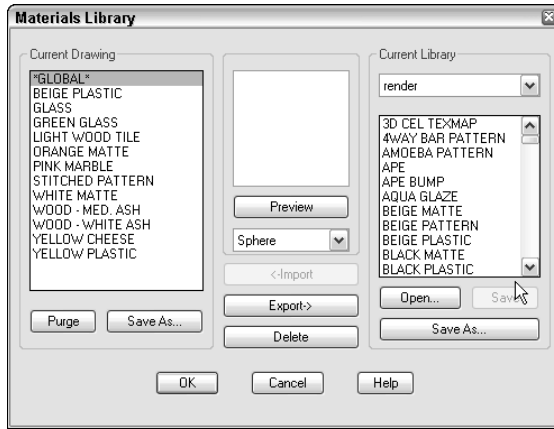 Materials Library
Current Drawing
*GLOBAL*
BEIGE PLASTIC
GLASS
GREEN GLASS
LIGHT WOOD TILE
ORANGE MATTE
PINK MARBLE
STITCHED PATTERN
WHITE MATTE
WOOD - MED. ASH
WOOD - WHITE ASH
YELLOW CHEESE
YELLOW PLASTIC
Purge
Save As...
Preview
Sphere
<-Import
Export->
Delete
Current Library
render
3D CEL TEXMAP
4WAY BAR PATTERN
AMOEBA PATTERN
APE
APE BUMP
AQUA GLAZE
BEIGE MATTE
BEIGE PATTERN
BEIGE PLASTIC
BLACK MATTE
BLACK PLASTIC
Open...
Save
Save As...
OK
Cancel
Help